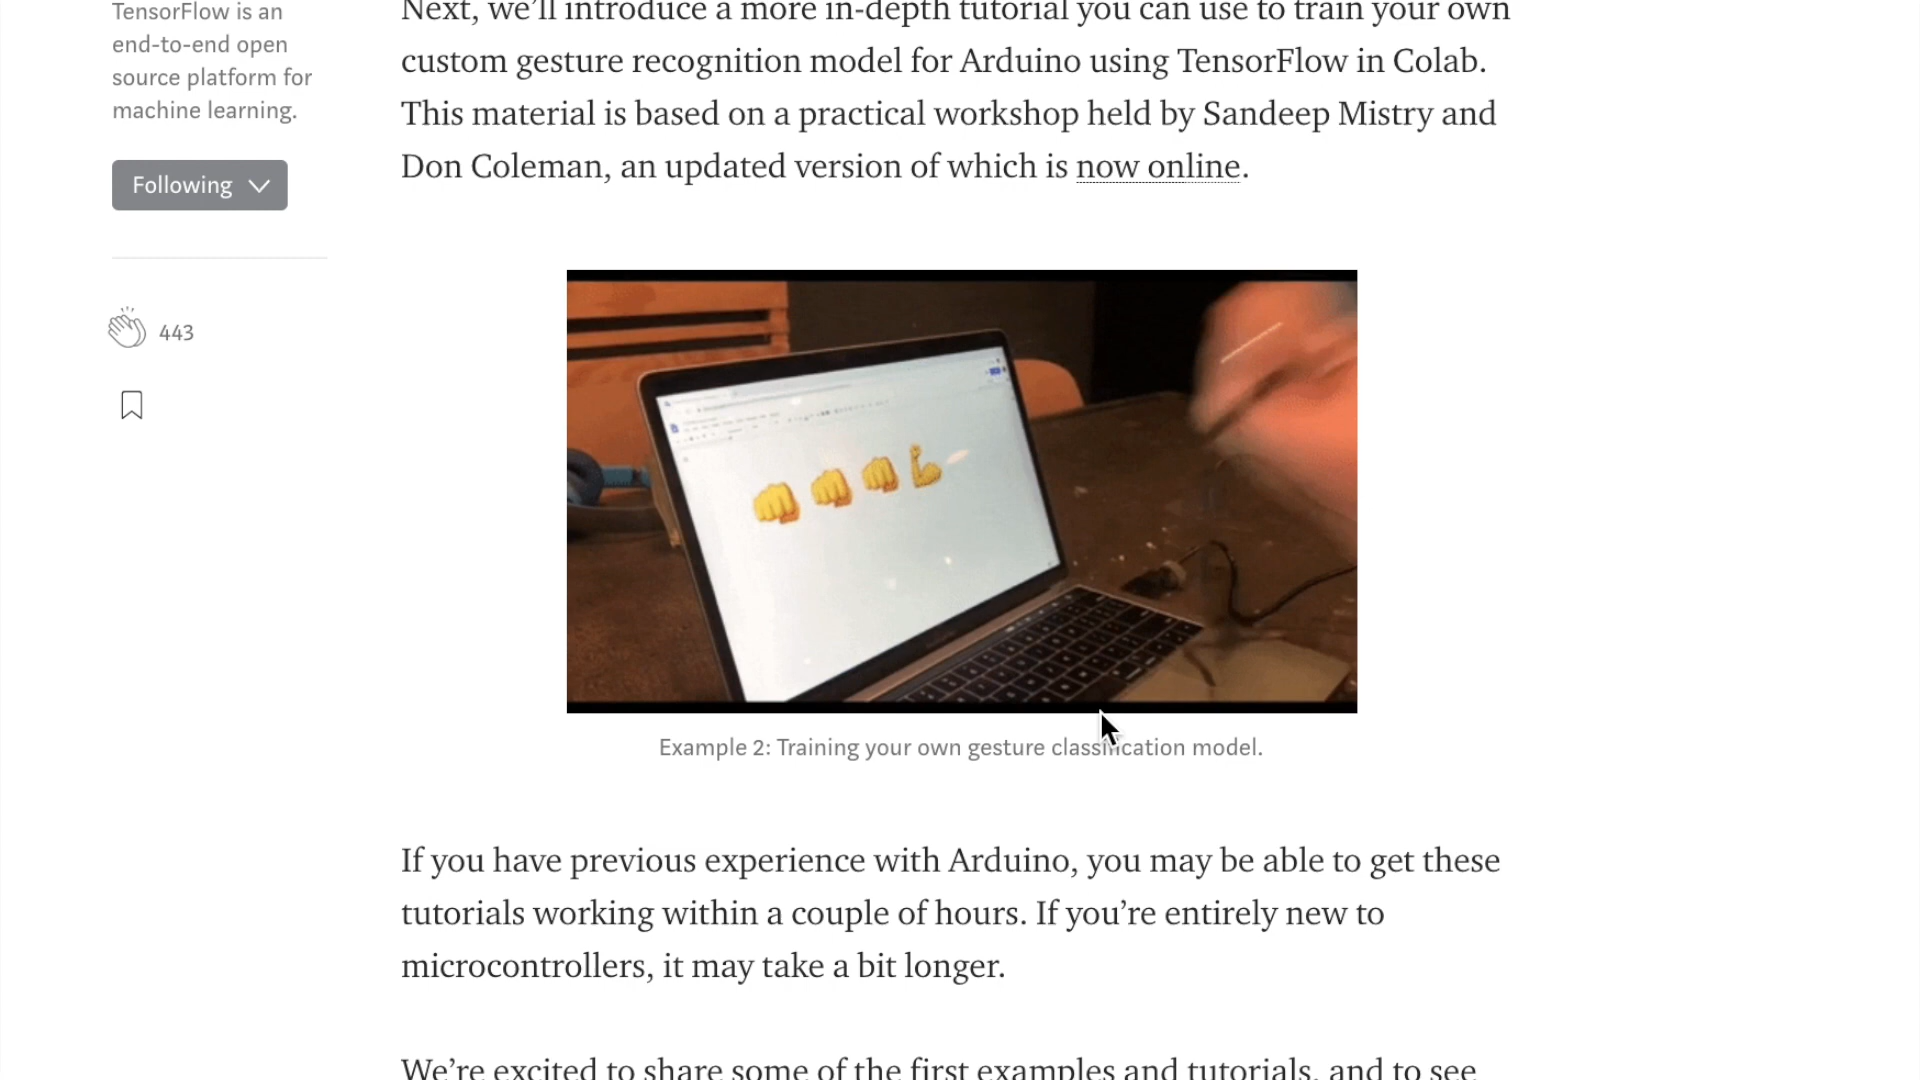 TensorFlow is an
end-to-end open
source platform for
machine learning.
Following
443
Next, we’ll introduce a more in-depth tutorial you can use to train your own
custom gesture recognition model for Arduino using TensorFlow in Colab.
This material is based on a practical workshop held by Sandeep Mistry and
Don Coleman, an updated version of which is now online.
Example 2: Training your own gesture classification model.
If you have previous experience with Arduino, you may be able to get these
tutorials working within a couple of hours. If you’re entirely new to
microcontrollers, it may take a bit longer.
We’re excited to share some of the first examples and tutorials, and to see